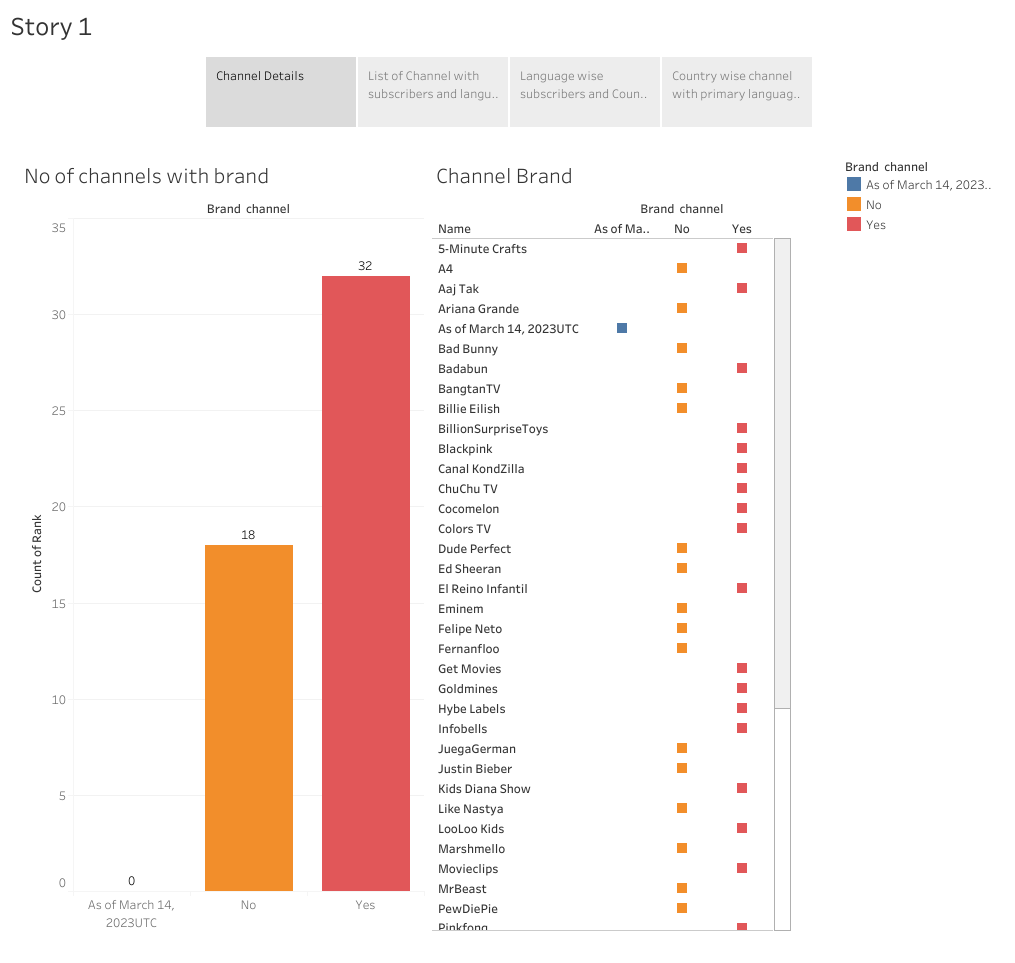 Story 1
Channel Details
List of Channel with
subscribers and langu..
Language wise
subscribers and Coun..
Country wise channel
with primary languag..
No of channels with brand
Brand channel
35
30
25
20
15
10
5
0
Count of Rank
0
18
32
As of March 14,
2023UTC
No
Yes
Channel Brand
Brand channel
Name As of Ma.. No Yes
5-Minute Crafts
A4
Aaj Tak
Ariana Grande
As of March 14, 2023UTC
Bad Bunny
Badabun
BangtanTV
Billie Eilish
BillionSurpriseToys
Blackpink
Canal KondZilla
ChuChu TV
Cocomelon
Colors TV
Dude Perfect
Ed Sheeran
El Reino Infantil
Eminem
Felipe Neto
Fernanfloo
Get Movies
Goldmines
Hybe Labels
Infobells
JuegaGerman
Justin Bieber
Kids Diana Show
Like Nastya
LooLoo Kids
Marshmello
Movieclips
MrBeast
PewDiePie
Pinkfong
Brand channel
As of March 14, 2023..
No
Yes